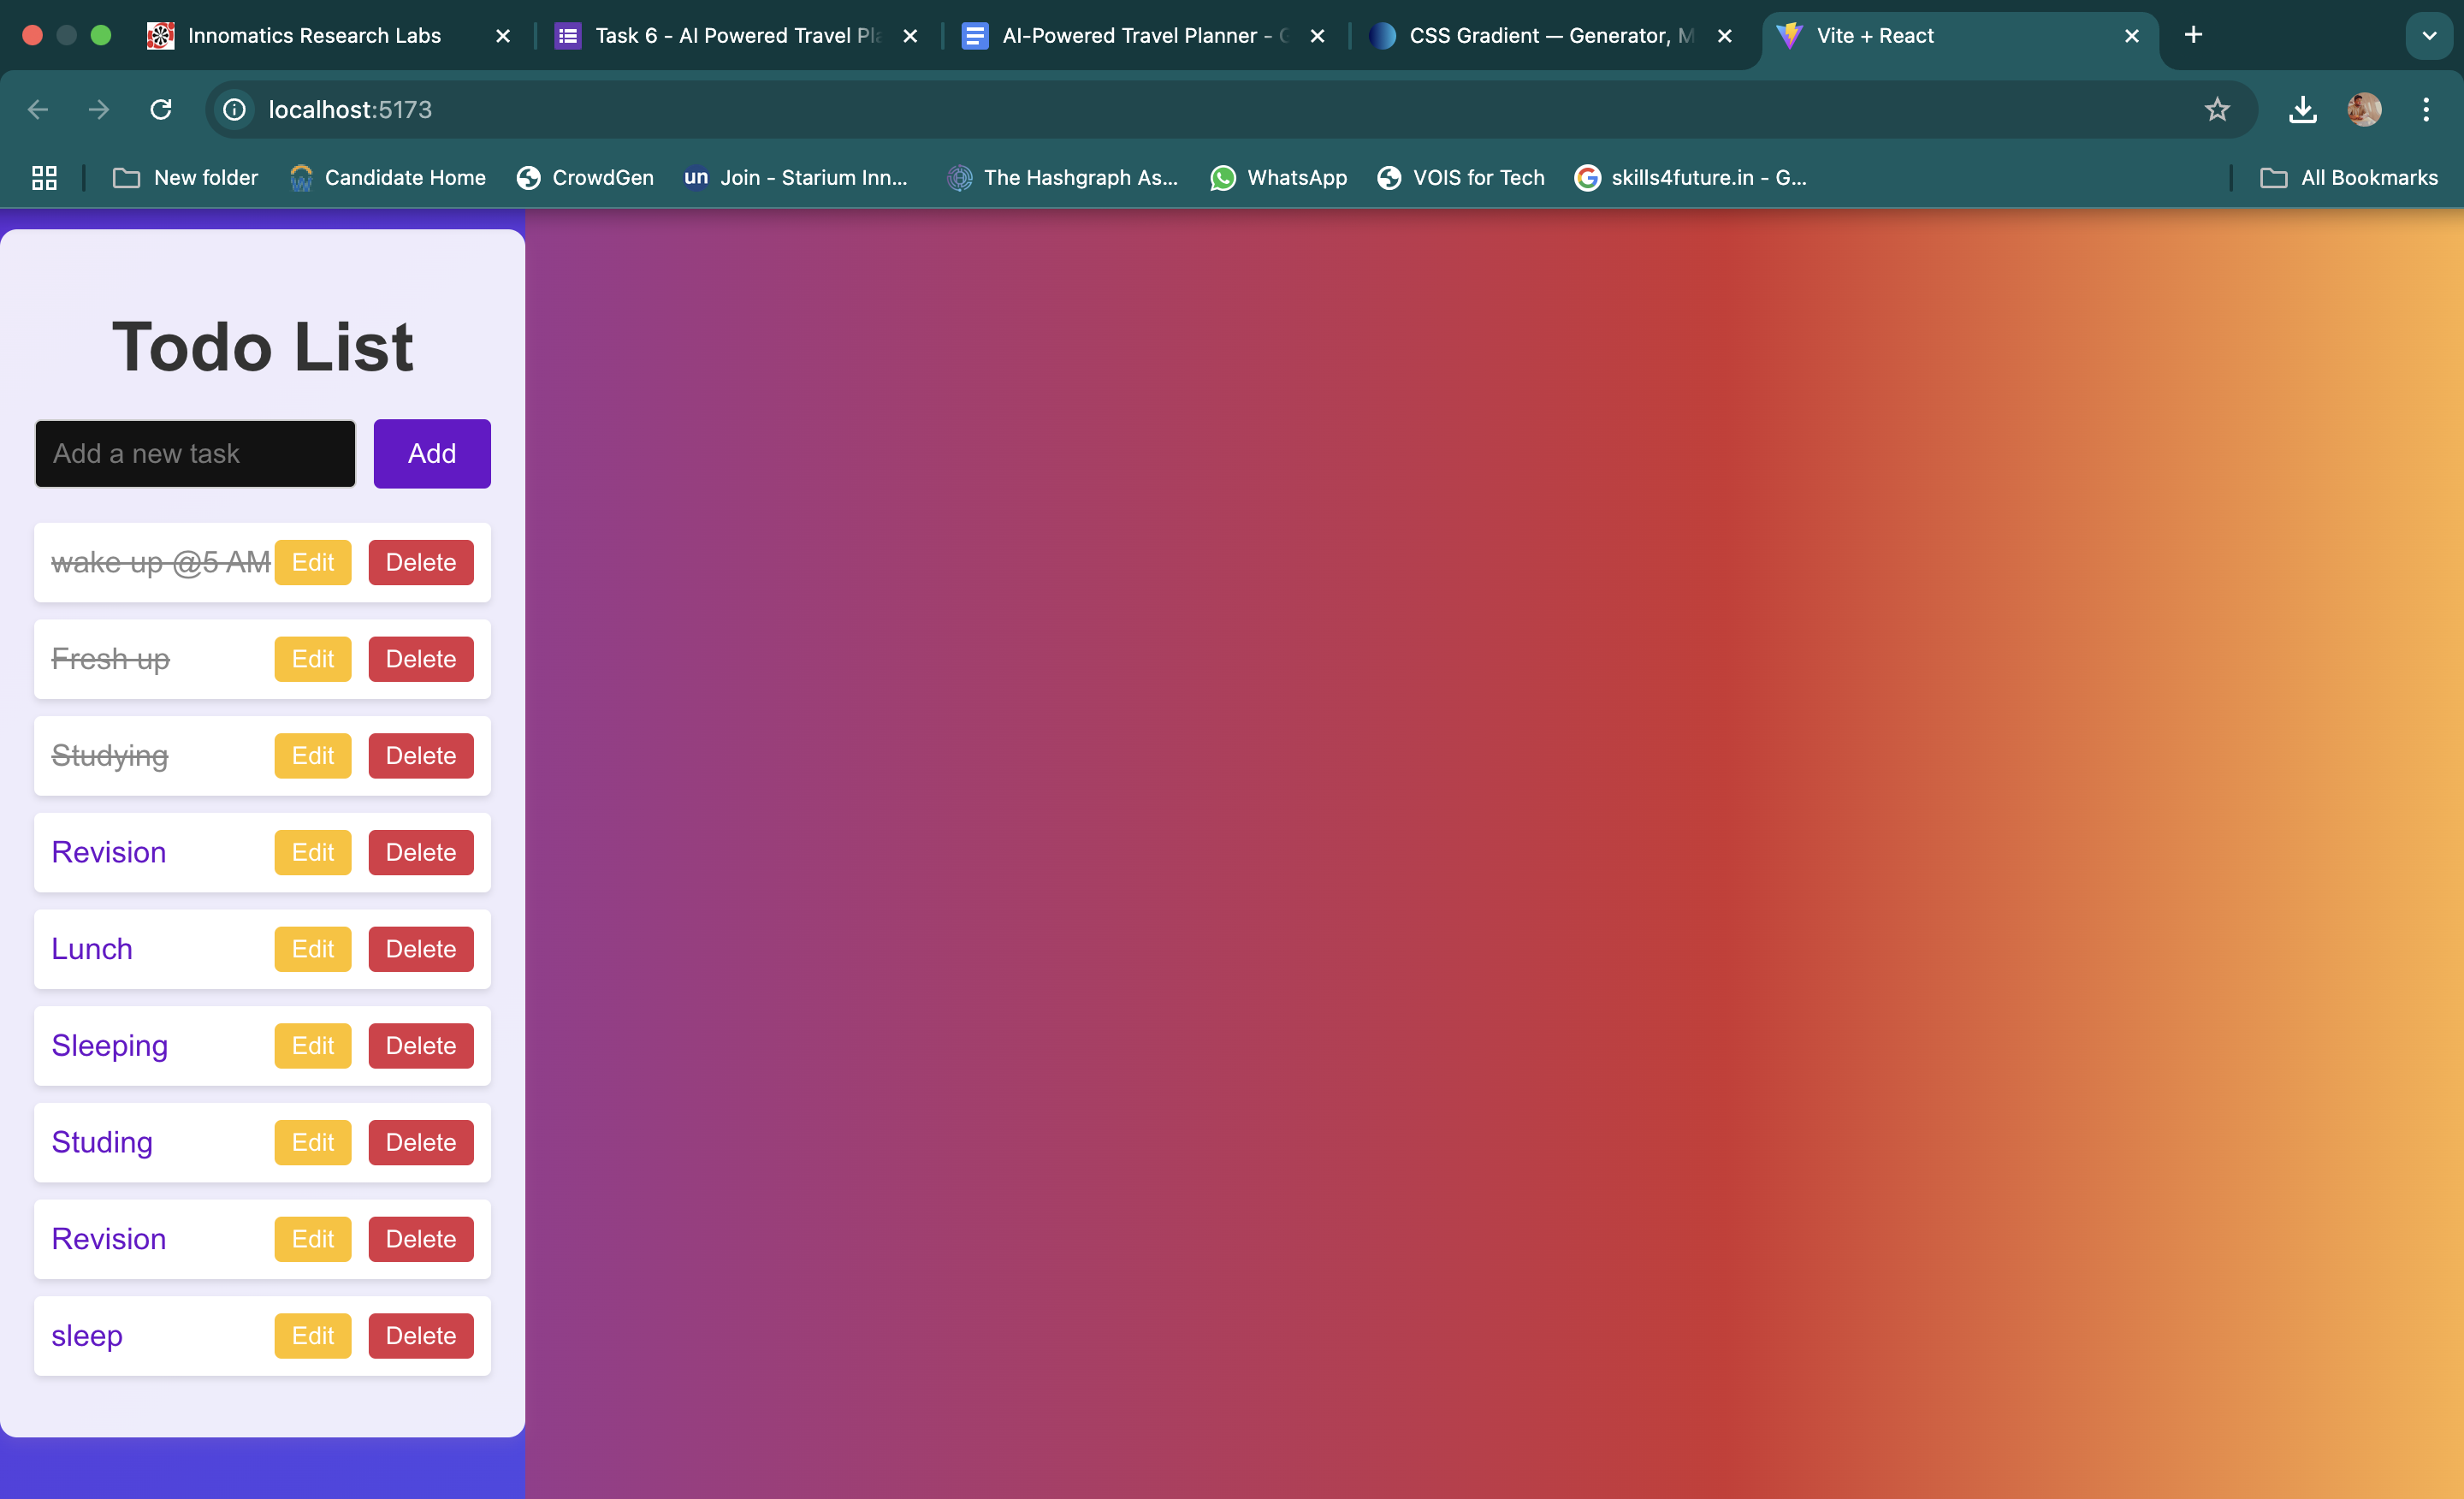 Innomatics Research Labs
Task 6 - AI Powered Travel Pla
AI-Powered Travel Planner - G
CSS Gradient — Generator, M
Vite + React
localhost:5173
New folder
Candidate Home
CrowdGen
un Join - Starium Inn...
The Hashgraph As...
WhatsApp
VOIS for Tech
skills4future.in - G...
All Bookmarks
Todo List
Add a new task Add
wake up @5 AM Edit Delete
Fresh up Edit Delete
Studying Edit Delete
Revision Edit Delete
Lunch Edit Delete
Sleeping Edit Delete
Studing Edit Delete
Revision Edit Delete
sleep Edit Delete